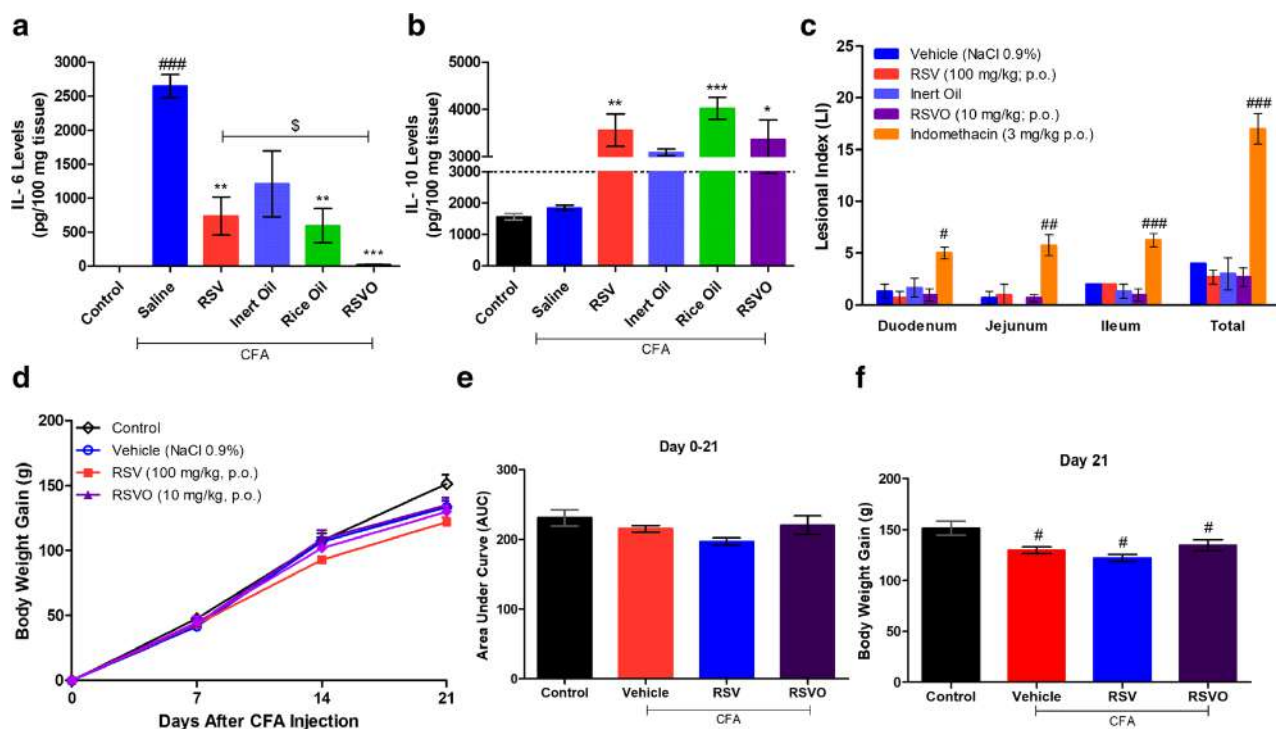 a
###
3000
2500
2000
1500
1000
500
0
IL- 6 Levels
(pg/100 mg tissue)
$
**
**
***
Control
Saline
RSV
Inert Oil
Rice Oil
RSVO
CFA
b
5000
4000
3000
3000
2000
1000
0
IL- 10 Levels
(pg/100 mg tissue)
**
***
*
Control
Saline
RSV
Inert Oil
Rice Oil
RSVO
CFA
c
25
20
15
10
5
0
Lesional Index (LI)
Vehicle (NaCl 0.9%)
RSV (100 mg/kg; p.o.)
Inert Oil
RSVO (10 mg/kg; p.o.)
Indomethacin (3 mg/kg p.o.)
#
##
###
###
Duodenum
Jejunum
Ileum
Total
d
200
150
100
50
0
Body Weight Gain (g)
Control
Vehicle (NaCl 0.9%)
RSV (100 mg/kg, p.o.)
RSVO (10 mg/kg, p.o.)
0
7
14
21
Days After CFA Injection
e
Day 0-21
300
200
100
0
Area Under Curve (AUC)
Control
Vehicle
RSV
RSVO
CFA
f
Day 21
200
150
100
50
0
Body Weight Gain (g)
#
#
#
Control
Vehicle
RSV
RSVO
CFA